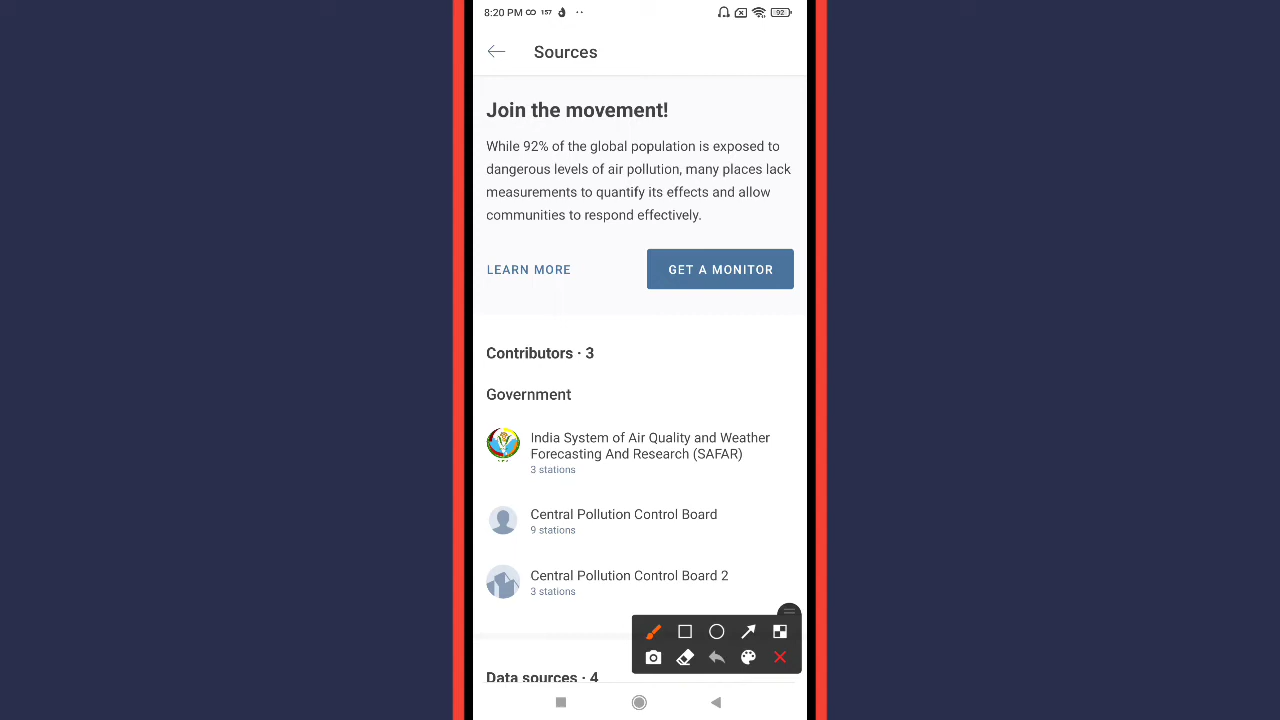 8:20 PM 157 92
Sources
Join the movement!
While 92% of the global population is exposed to
dangerous levels of air pollution, many places lack
measurements to quantify its effects and allow
communities to respond effectively.
LEARN MORE GET A MONITOR
Contributors · 3
Government
India System of Air Quality and Weather
Forecasting And Research (SAFAR)
3 stations
Central Pollution Control Board
9 stations
Central Pollution Control Board 2
3 stations
Data sources · 4